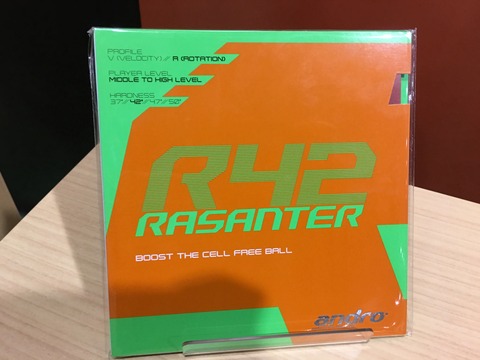 PROFILE
V (VELOCITY) // R (ROTATION)
PLAYER LEVEL
MIDDLE TO HIGH LEVEL
HARDNESS
37°/42°/47°/50°
R42
RASANTER
BOOST THE CELL FREE BALL
andro